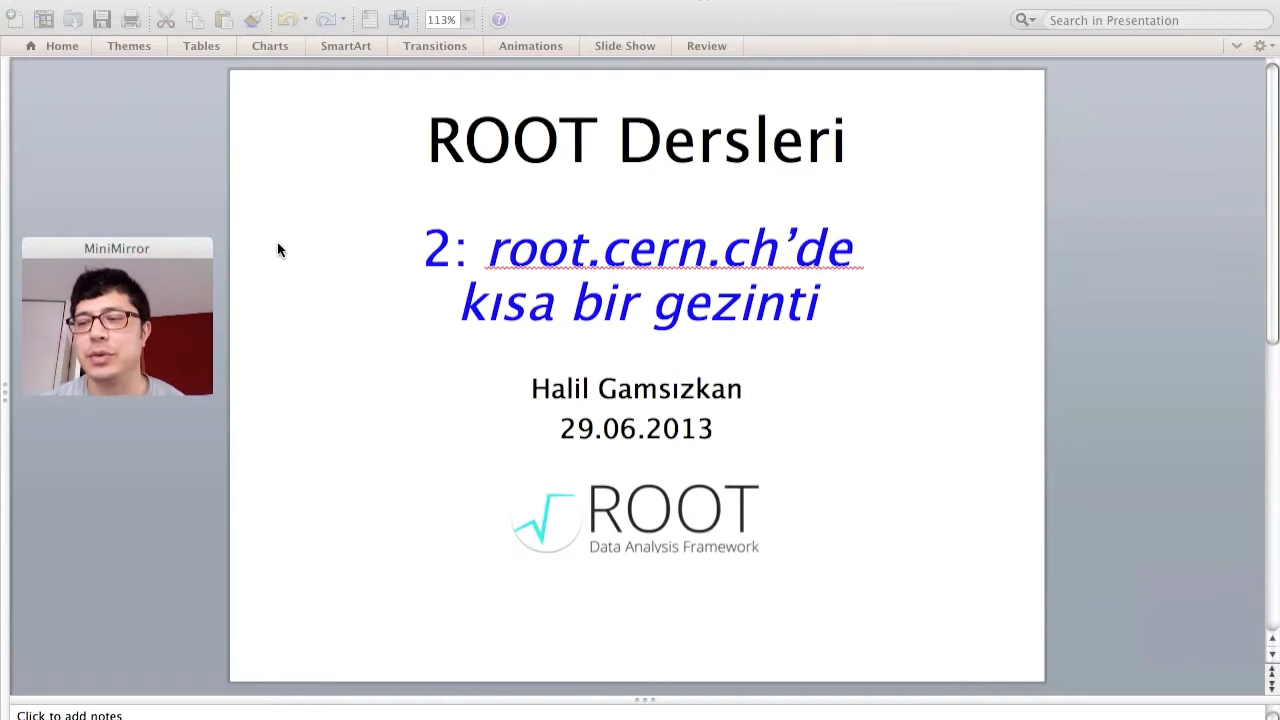 113%
Search in Presentation
Home
Themes
Tables
Charts
SmartArt
Transitions
Animations
Slide Show
Review
ROOT Dersleri
2: root.cern.ch’de
kısa bir gezinti
MiniMirror
Halil Gamsızkan
29.06.2013
ROOT
Data Analysis Framework
Click to add notes